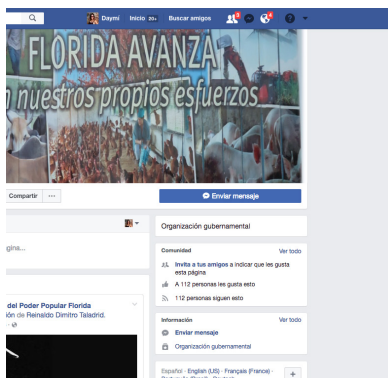 Daymí Inicio 20+ Buscar amigos
FLORIDA AVANZA
nuestros propios esfuerzos
Compartir ...
Enviar mensaje
Organización gubernamental
gina...
Comunidad Ver todo
Invita a tus amigos a indicar que les gusta
esta página
A 112 personas les gusta esto
112 personas siguen esto
del Poder Popular Florida
ión de Reinaldo Dimitro Taladrid.
Información Ver todo
Enviar mensaje
Organización gubernamental
Español · English (US) · Français (France) ·